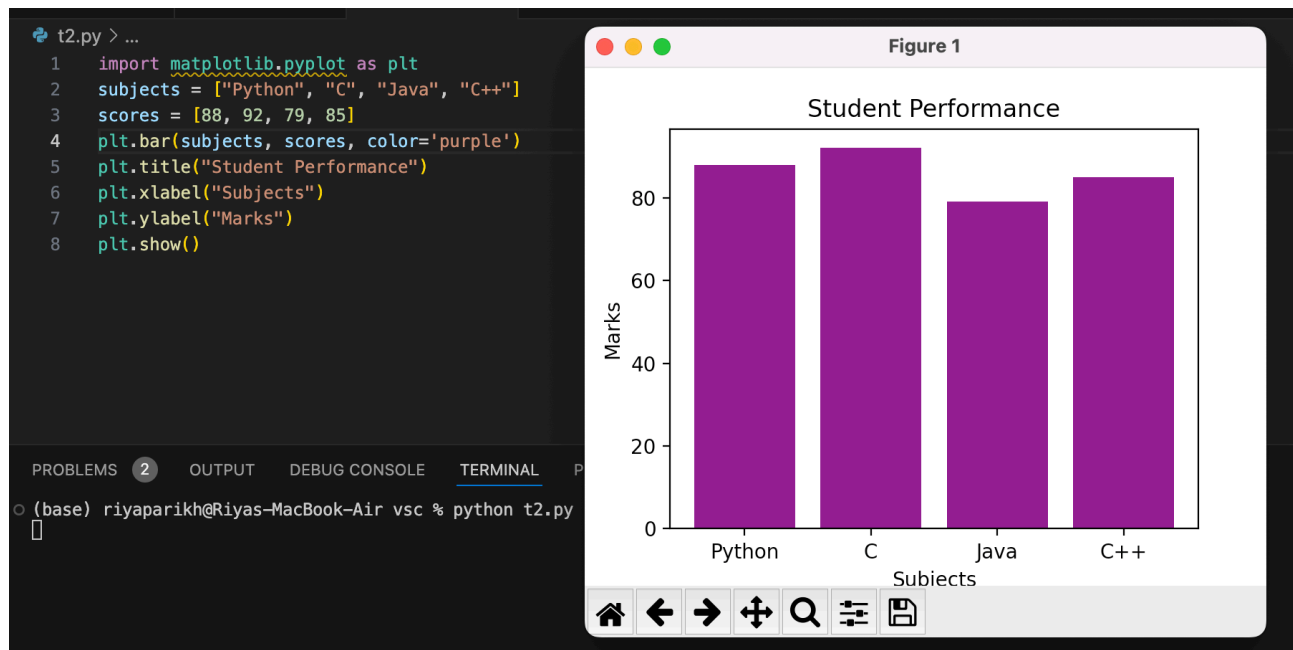 t2.py > ...
1 import matplotlib.pyplot as plt
2 subjects = ["Python", "C", "Java", "C++"]
3 scores = [88, 92, 79, 85]
4 plt.bar(subjects, scores, color='purple')
5 plt.title("Student Performance")
6 plt.xlabel("Subjects")
7 plt.ylabel("Marks")
8 plt.show()
PROBLEMS 2 OUTPUT DEBUG CONSOLE TERMINAL P
(base) riyaparikh@Riyas-MacBook-Air vsc % python t2.py
Figure 1
Student Performance
80
60
40
20
0
Marks
Python C Java C++
Subjects